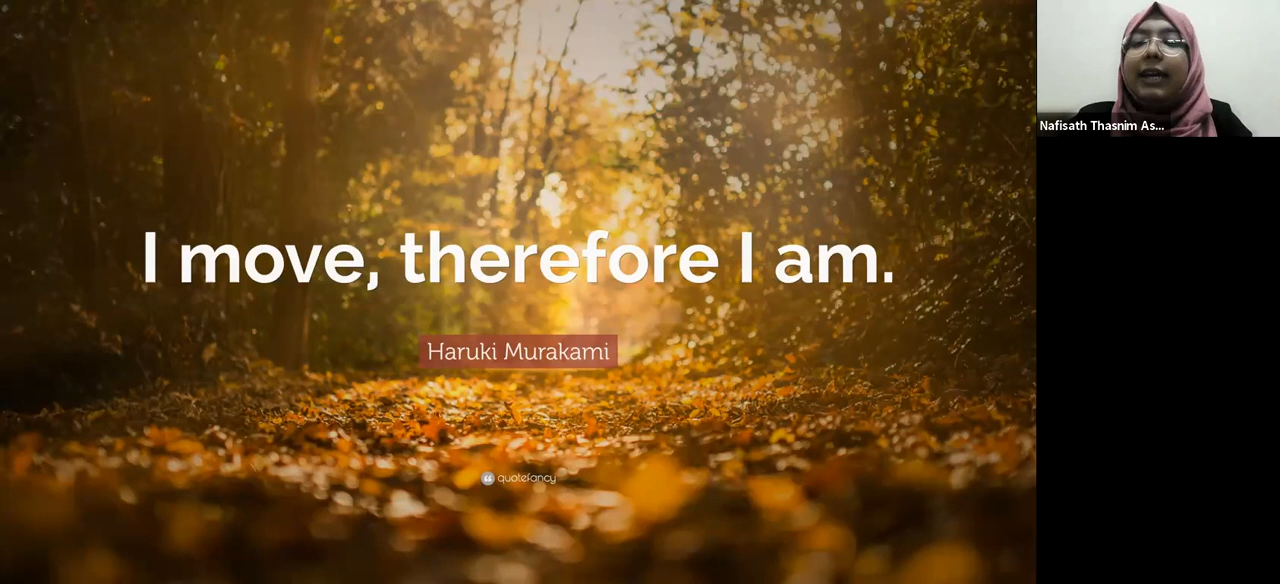 I move, therefore I am.
Haruki Murakami
quotefancy
Nafisath Thasnim As...